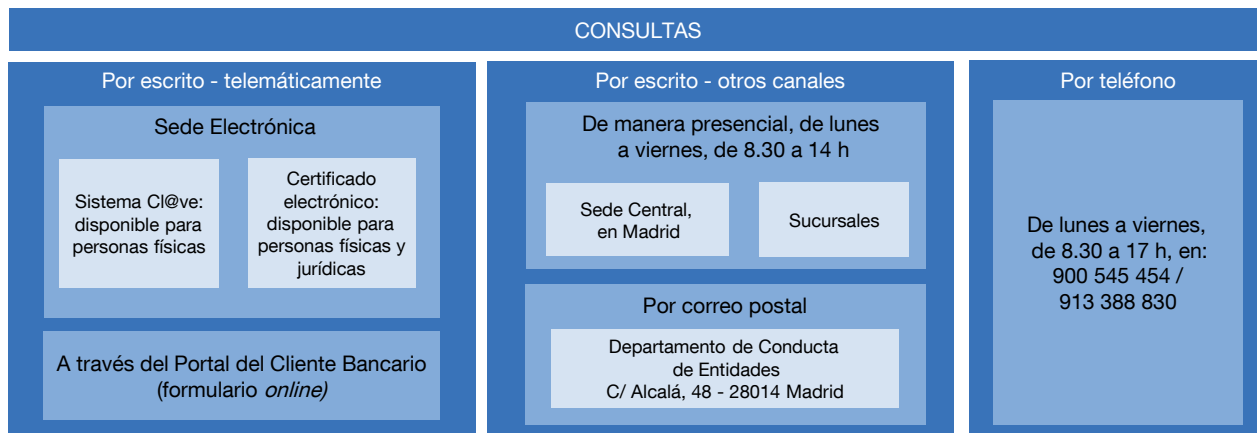 CONSULTAS
Por escrito - telemáticamente
Sede Electrónica
Sistema Cl@ve:
disponible para
personas físicas
Certificado
electrónico:
disponible para
personas físicas y
jurídicas
A través del Portal del Cliente Bancario
(formulario online)
Por escrito - otros canales
De manera presencial, de lunes
a viernes, de 8.30 a 14 h
Sede Central,
en Madrid
Sucursales
Por correo postal
Departamento de Conducta
de Entidades
C/ Alcalá, 48 - 28014 Madrid
Por teléfono
De lunes a viernes,
de 8.30 a 17 h, en:
900 545 454 /
913 388 830